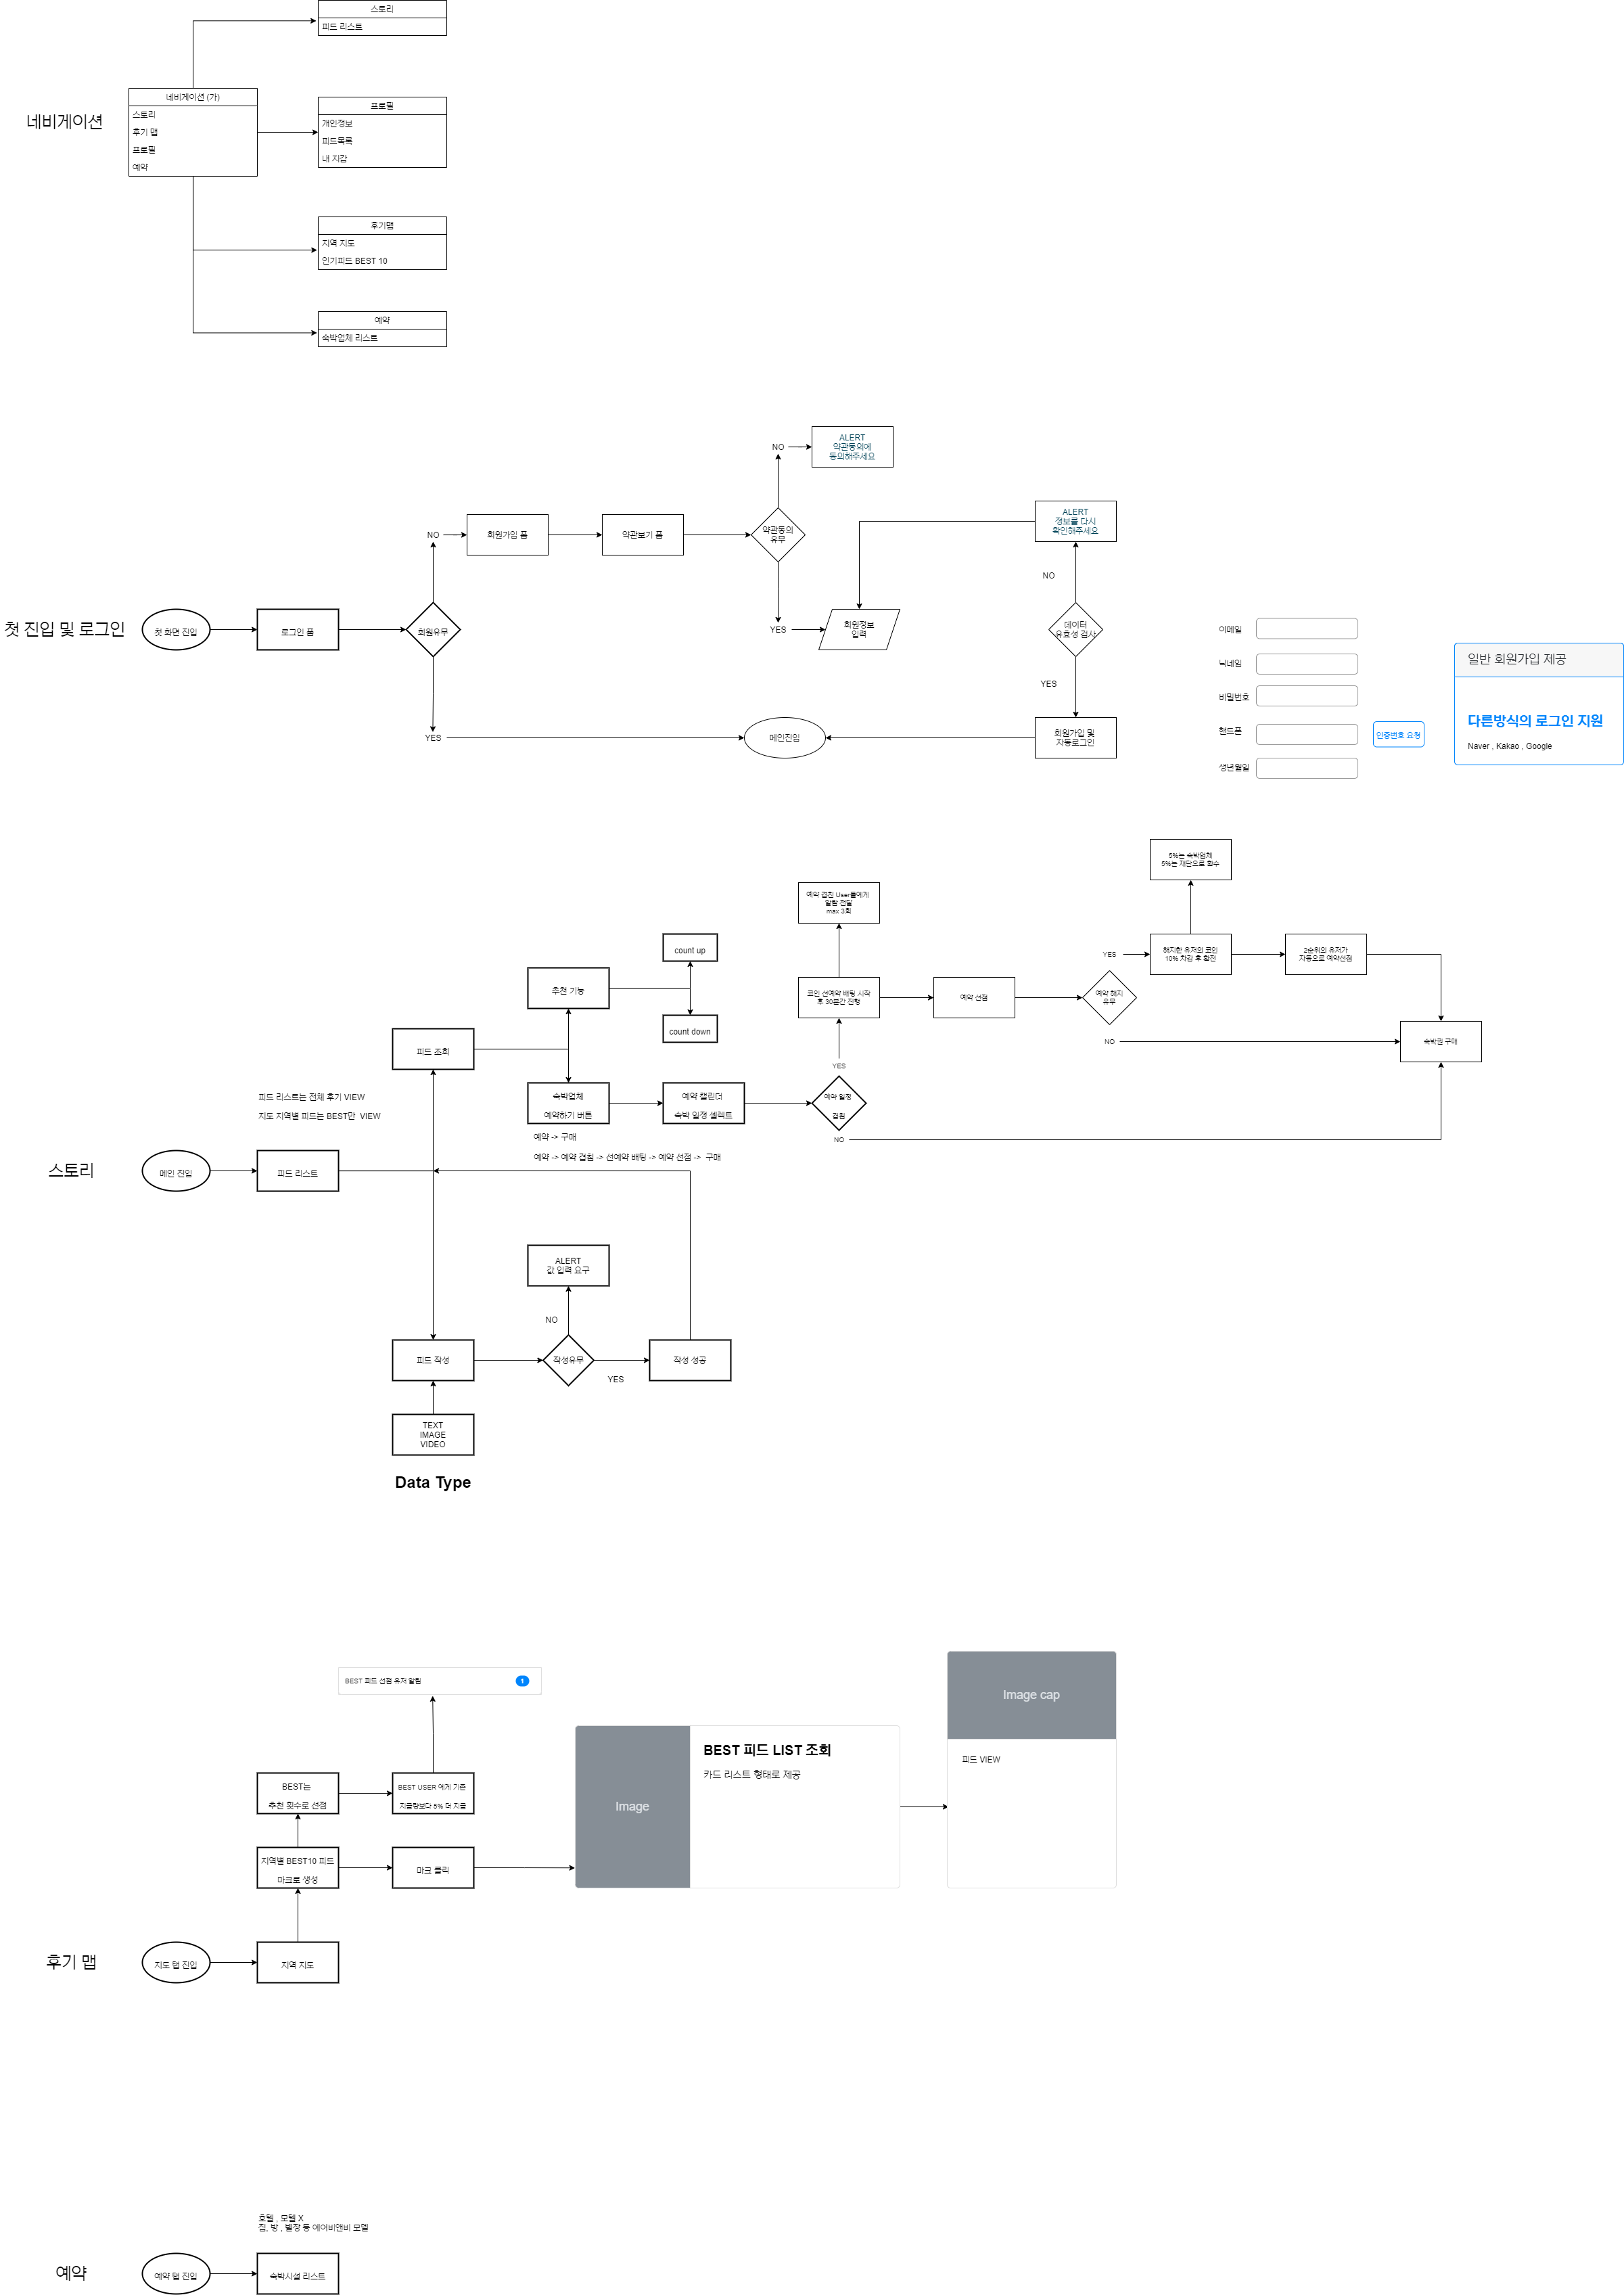 스토리
피드 리스트
네비게이션
네비게이션 (가)
스토리
후기 맵
프로필
예약
프로필
개인정보
피드목록
내 지갑
후기맵
지역 지도
인기피드 BEST 10
예약
숙박업체 리스트
첫 진입 및 로그인
첫 화면 진입
로그인 폼
회원유무
NO
회원가입 폼
약관보기 폼
약관동의
유무
NO
ALERT
약관동의에
동의해주세요
YES
회원정보
입력
ALERT
정보를 다시
확인해주세요
NO
데이터
유효성 검사
YES
회원가입 및
자동로그인
YES
메인진입
이메일
닉네임
비밀번호
핸드폰
인증번호 요청
생년월일
일반 회원가입 제공
다른방식의 로그인 지원
Naver , Kakao , Google
스토리
메인 진입
피드 리스트
피드 리스트는 전체 후기 VIEW
지도 지역별 피드는 BEST만 VIEW
피드 조회
추천 기능
count up
count down
숙박업체
예약하기 버튼
예약 캘린더
숙박 일정 셀렉트
예약 -> 구매
예약 -> 예약 겹침 -> 선예약 배팅 -> 예약 선점 -> 구매
예약 일정
겹침
YES
NO
코인 선예약 배팅 시작
후 30분간 진행
예약 겹친 User들에게
알람 전달
max 3회
예약 선점
예약 해지
유무
YES
NO
해지한 유저의 코인
10% 차감 후 환전
5%는 숙박업체
5%는 재단으로 함수
2순위의 유저가
자동으로 예약선점
숙박권 구매
피드 작성
작성유무
NO
ALERT
값 입력 요구
YES
작성 성공
TEXT
IMAGE
VIDEO
Data Type
후기 맵
지도 탭 진입
지역 지도
지역별 BEST10 피드
마크로 생성
BEST는
추천 횟수로 선점
BEST USER 에게 기존
지급량보다 5% 더 지급
BEST 피드 선점 유저 알림
1
마크 클릭
Image
BEST 피드 LIST 조회
카드 리스트 형태로 제공
Image cap
피드 VIEW
예약
예약 탭 진입
숙박시설 리스트
호텔 , 모텔 X
집, 방 , 별장 등 에어비앤비 모델